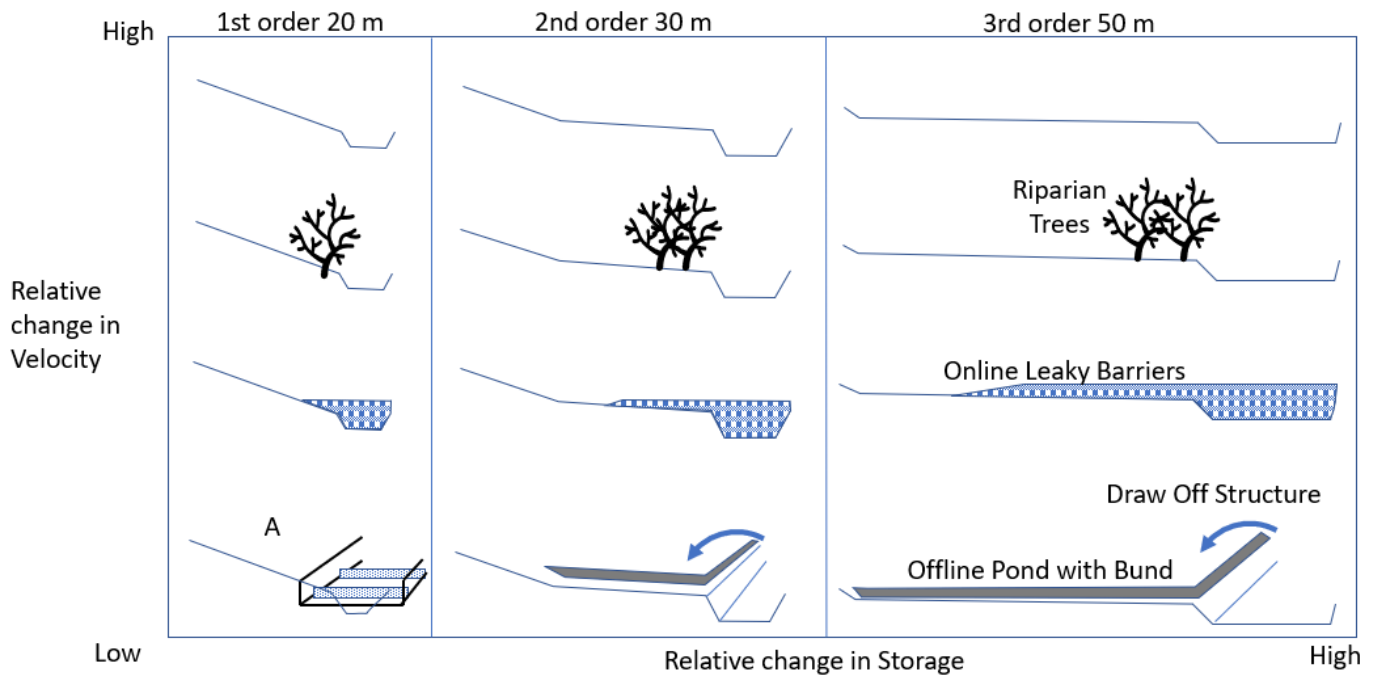 1st order 20 m
2nd order 30 m
3rd order 50 m
High
Riparian
Trees
Relative
change in
Velocity
Online Leaky Barriers
Draw Off Structure
A
Offline Pond with Bund
Low
Relative change in Storage
High